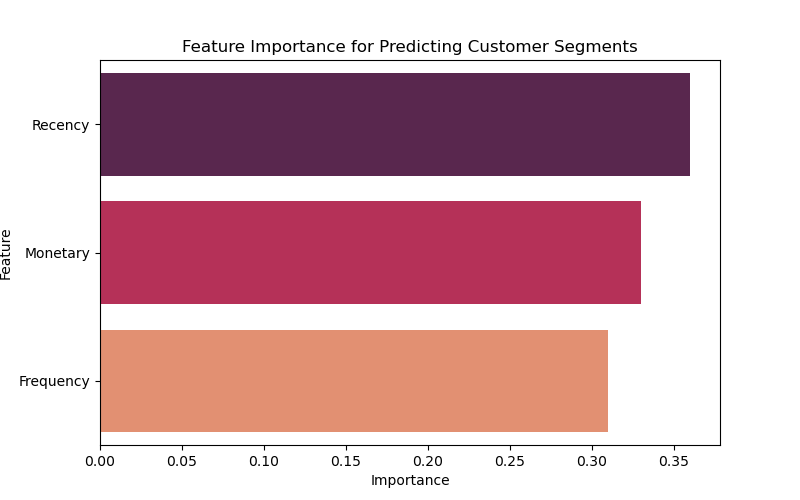 Feature Importance for Predicting Customer Segments
Feature
Recency
Monetary
Frequency
0.00 0.05 0.10 0.15 0.20 0.25 0.30 0.35
Importance